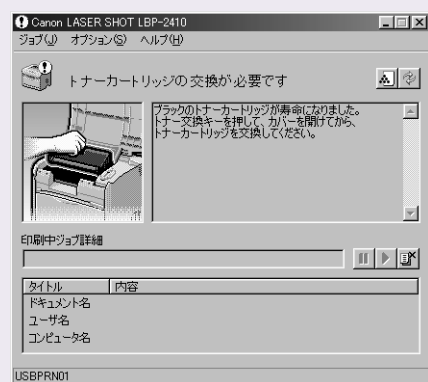 Canon LASER SHOT LBP-2410
ジョブ(J) オプション(S) ヘルプ(H)
トナーカートリッジの交換が必要です
ブラックのトナーカートリッジが寿命になりました。
トナー交換キーを押して、カバーを開けてから、
トナーカートリッジを交換してください。
印刷中ジョブ詳細
タイトル 内容
ドキュメント名
ユーザ名
コンピュータ名
USBPRN01